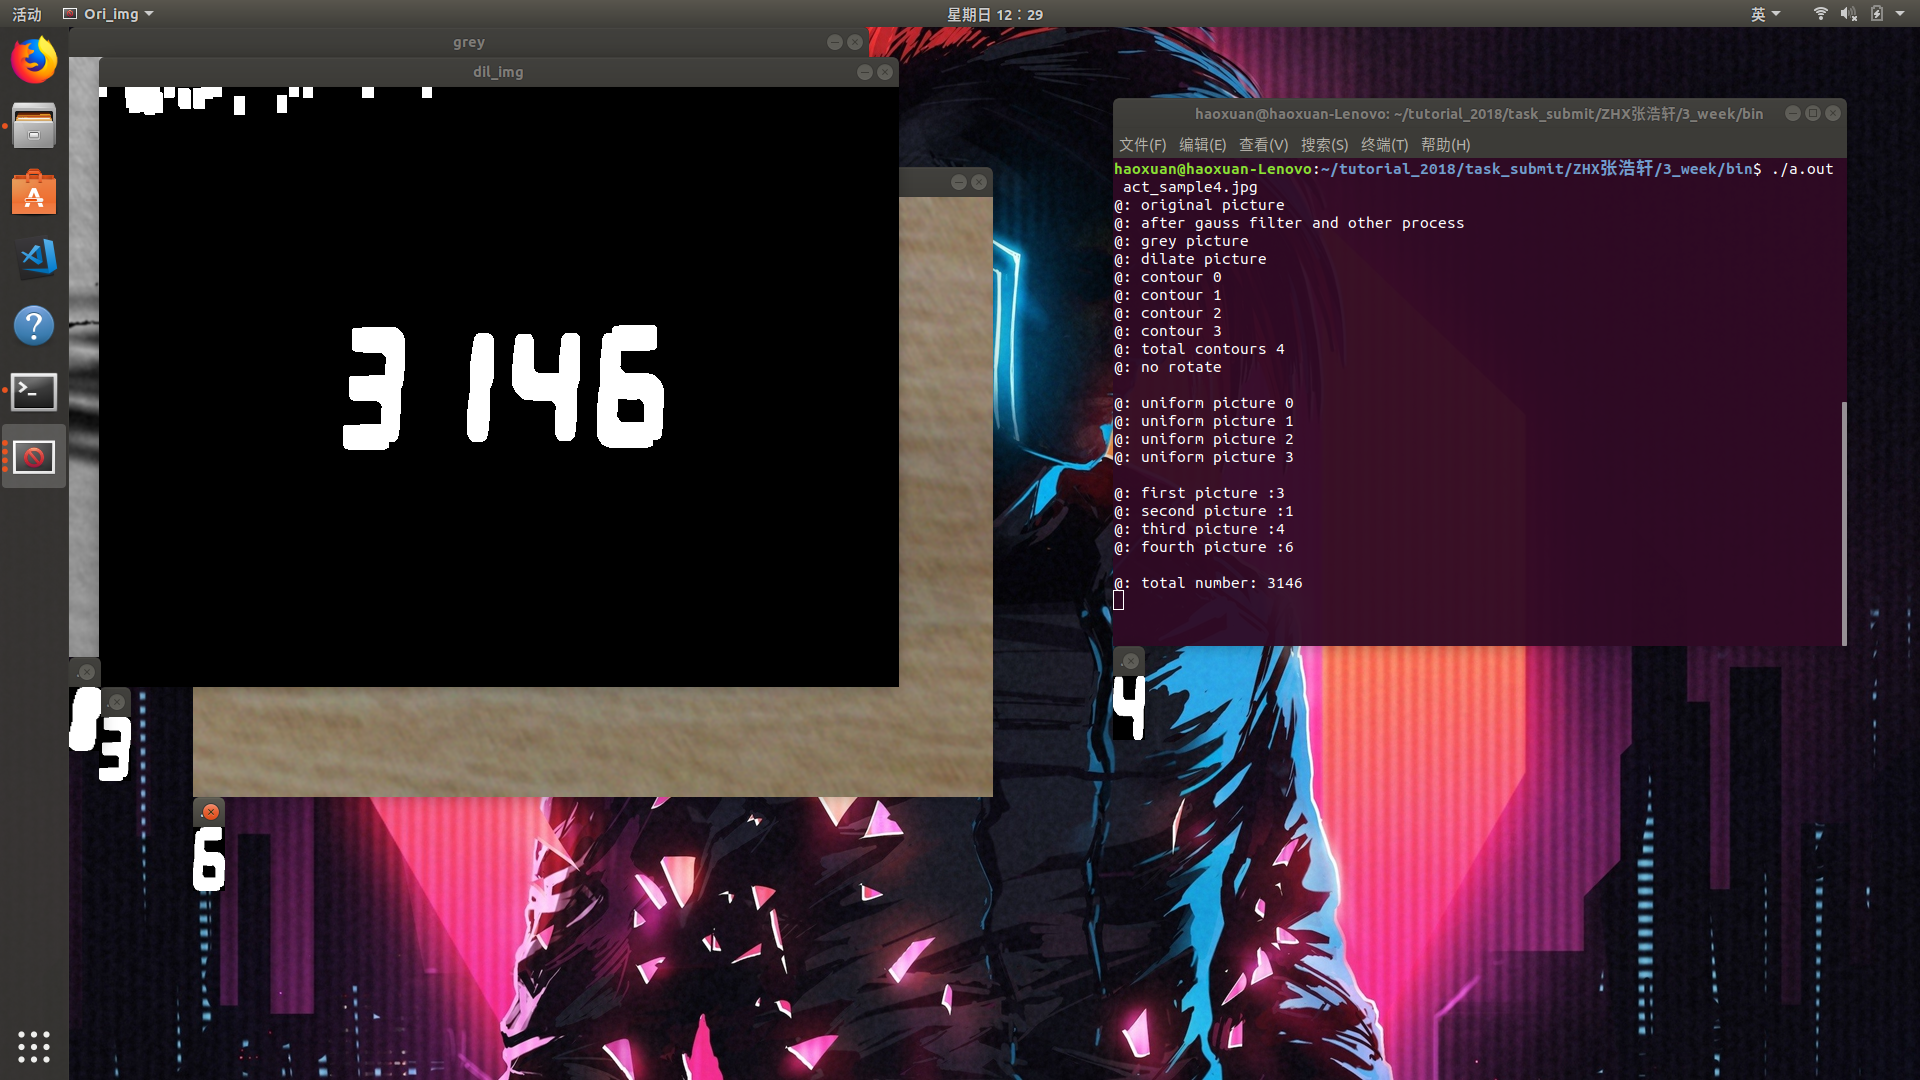 活动 Ori_img 星期日 12：29 英
grey
dil_img
3 146
3
6
4
haoxuan@haoxuan-Lenovo: ~/tutorial_2018/task_submit/ZHX张浩轩/3_week/bin
文件(F) 编辑(E) 查看(V) 搜索(S) 终端(T) 帮助(H)
haoxuan@haoxuan-Lenovo:~/tutorial_2018/task_submit/ZHX张浩轩/3_week/bin$ ./a.out
act_sample4.jpg
@: original picture
@: after gauss filter and other process
@: grey picture
@: dilate picture
@: contour 0
@: contour 1
@: contour 2
@: contour 3
@: total contours 4
@: no rotate
@: uniform picture 0
@: uniform picture 1
@: uniform picture 2
@: uniform picture 3
@: first picture :3
@: second picture :1
@: third picture :4
@: fourth picture :6
@: total number: 3146